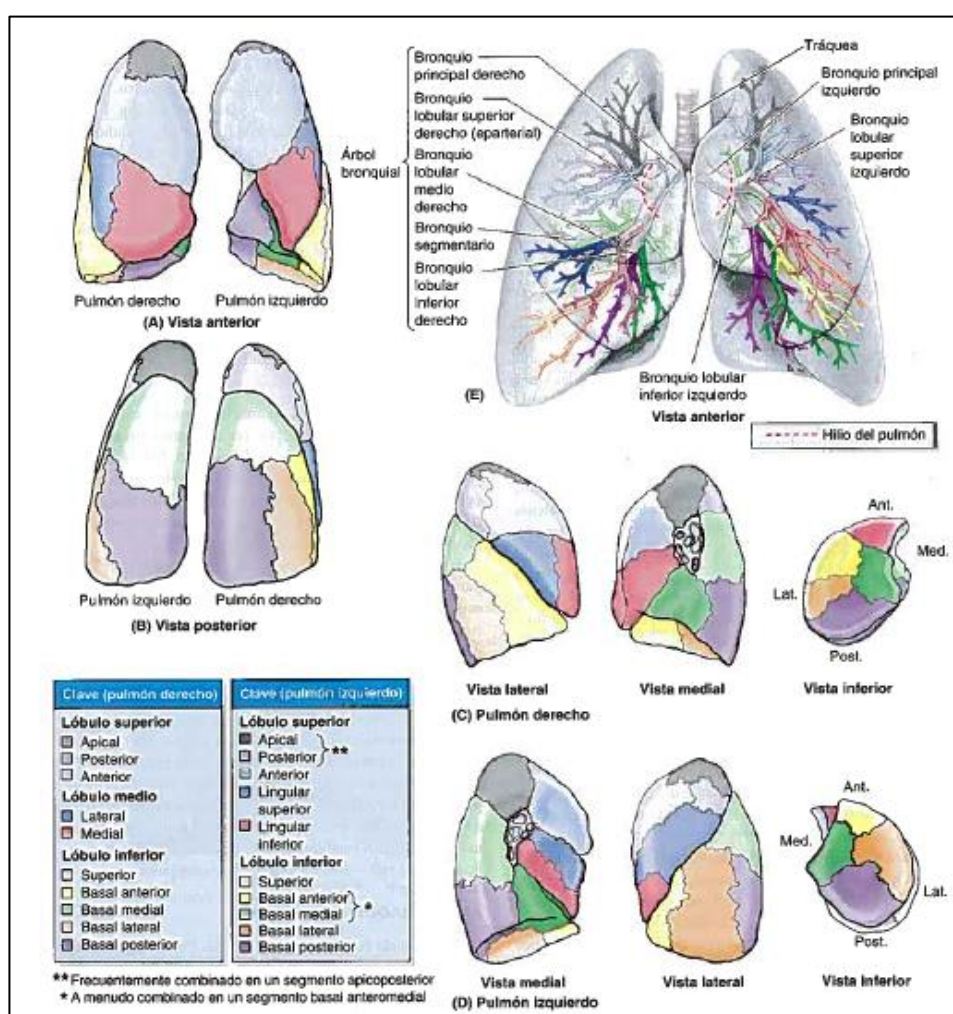 Árbol
bronquial
Bronquio
principal derecho
Bronquio
lobular superior
derecho (eparterial)
Bronquio
lobular
medio
derecho
Bronquio
segmentario
Bronquio
lobular
inferior
derecho
Tráquea
Bronquio principal
izquierdo
Bronquio
lobular
superior
izquierdo
Pulmón derecho
Pulmón izquierdo
(A) Vista anterior
Bronquio lobular
inferior izquierdo
(E)
Vista anterior
Hilio del pulmón
Pulmón izquierdo
Pulmón derecho
(B) Vista posterior
Ant.
Med.
Lat.
Post.
Vista lateral
Vista medial
Vista inferior
(C) Pulmón derecho
Clave (pulmón derecho)
Lóbulo superior
Apical
Posterior
Anterior
Lóbulo medio
Lateral
Medial
Lóbulo inferior
Superior
Basal anterior
Basal medial
Basal lateral
Basal posterior
Clave (pulmón izquierdo)
Lóbulo superior
Apical
Posterior
**
Anterior
Lingular
superior
Lingular
inferior
Lóbulo inferior
Superior
Basal anterior
Basal medial
*
Basal lateral
Basal posterior
** Frecuentemente combinado en un segmento apicoposterior
* A menudo combinado en un segmento basal anteromedial
Ant.
Med.
Lat.
Post.
Vista medial
Vista lateral
Vista inferior
(D) Pulmón izquierdo